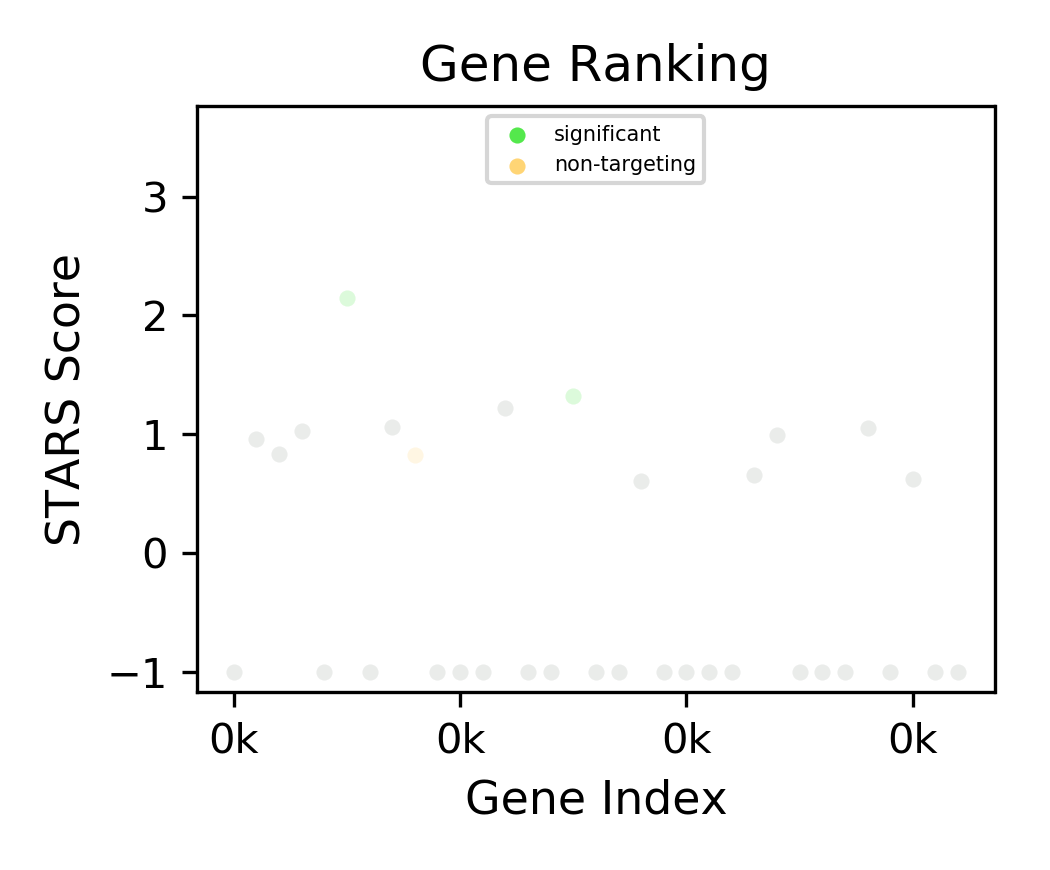 Gene Ranking
significant
non-targeting
3
2
1
0
−1
STARS Score
0k 0k 0k 0k
Gene Index